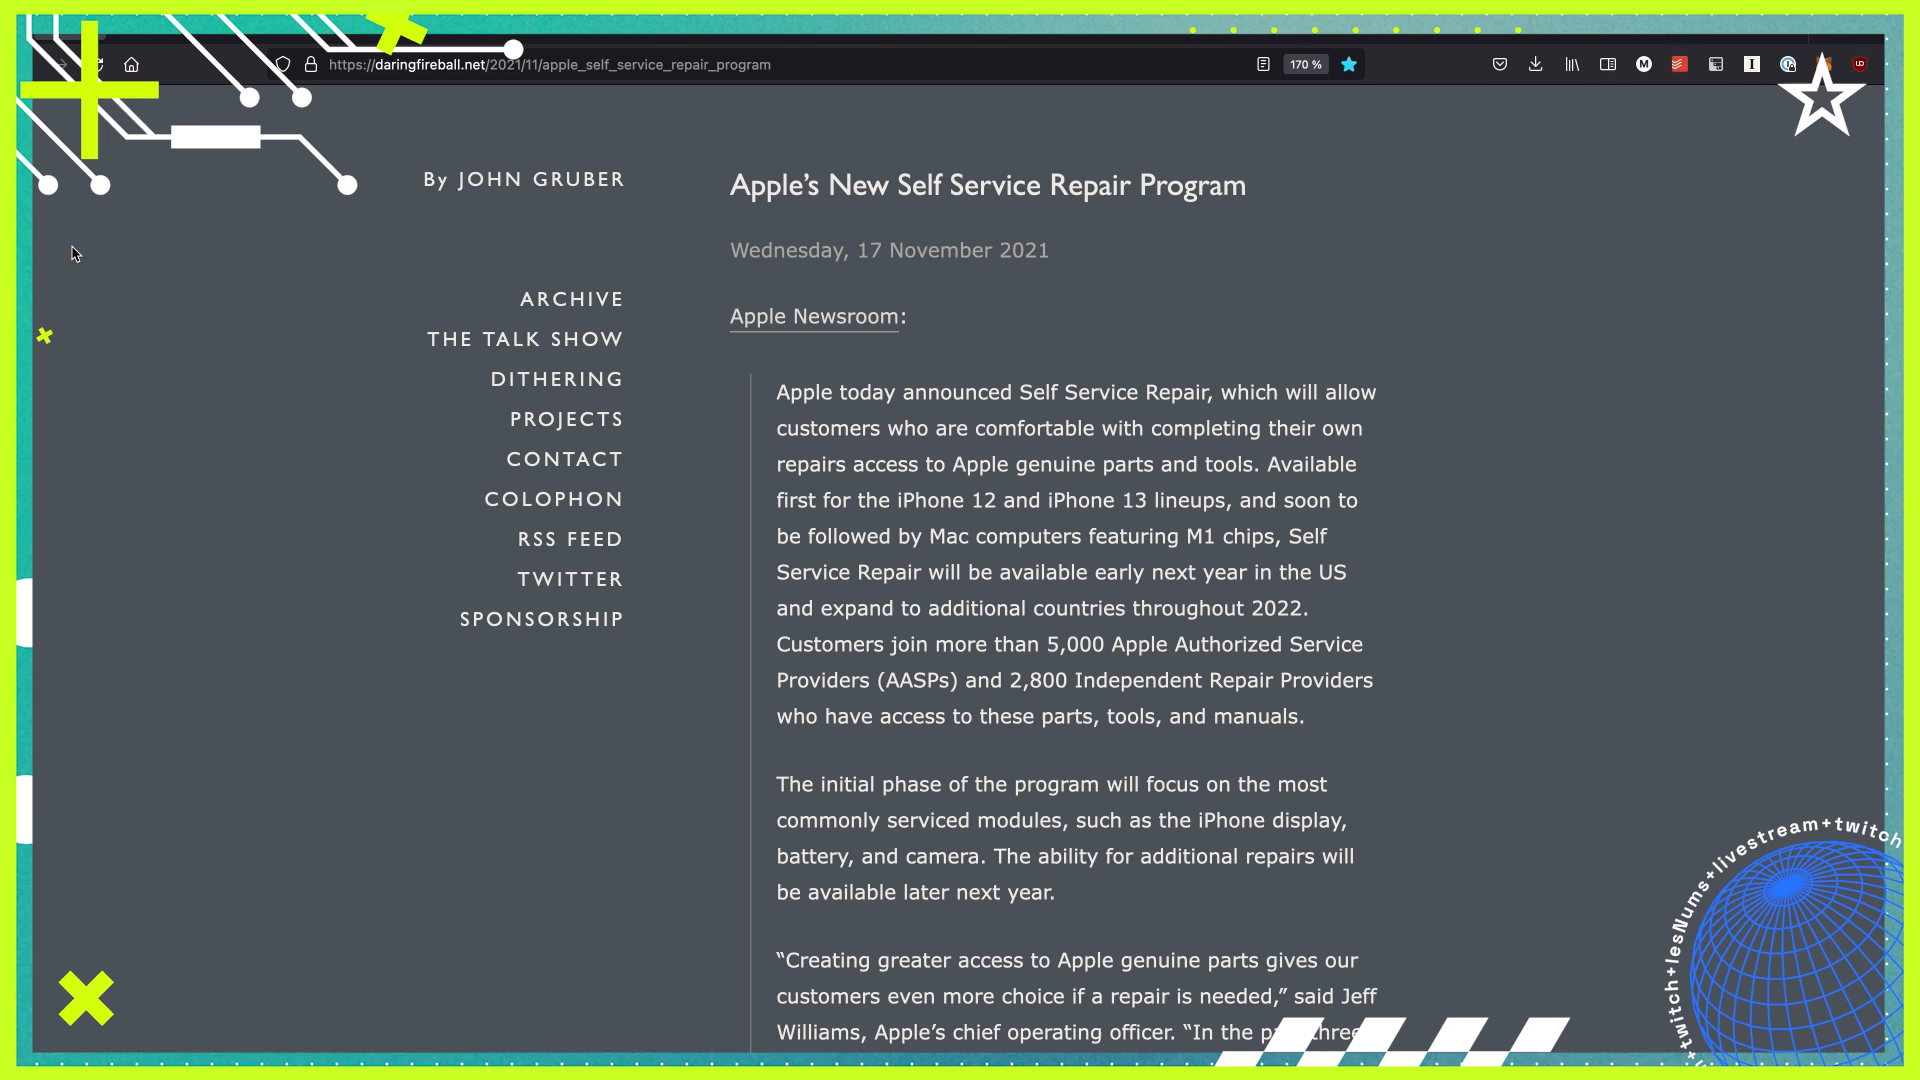 https://daringfireball.net/2021/11/apple_self_service_repair_program
170 %
M
I
UD
By JOHN GRUBER
ARCHIVE
THE TALK SHOW
DITHERING
PROJECTS
CONTACT
COLOPHON
RSS FEED
TWITTER
SPONSORSHIP
Apple’s New Self Service Repair Program
Wednesday, 17 November 2021
Apple Newsroom:
Apple today announced Self Service Repair, which will allow
customers who are comfortable with completing their own
repairs access to Apple genuine parts and tools. Available
first for the iPhone 12 and iPhone 13 lineups, and soon to
be followed by Mac computers featuring M1 chips, Self
Service Repair will be available early next year in the US
and expand to additional countries throughout 2022.
Customers join more than 5,000 Apple Authorized Service
Providers (AASPs) and 2,800 Independent Repair Providers
who have access to these parts, tools, and manuals.
The initial phase of the program will focus on the most
commonly serviced modules, such as the iPhone display,
battery, and camera. The ability for additional repairs will
be available later next year.
“Creating greater access to Apple genuine parts gives our
customers even more choice if a repair is needed,” said Jeff
Williams, Apple’s chief operating officer. “In the three
+twitch+lesNums+livestream+twitch